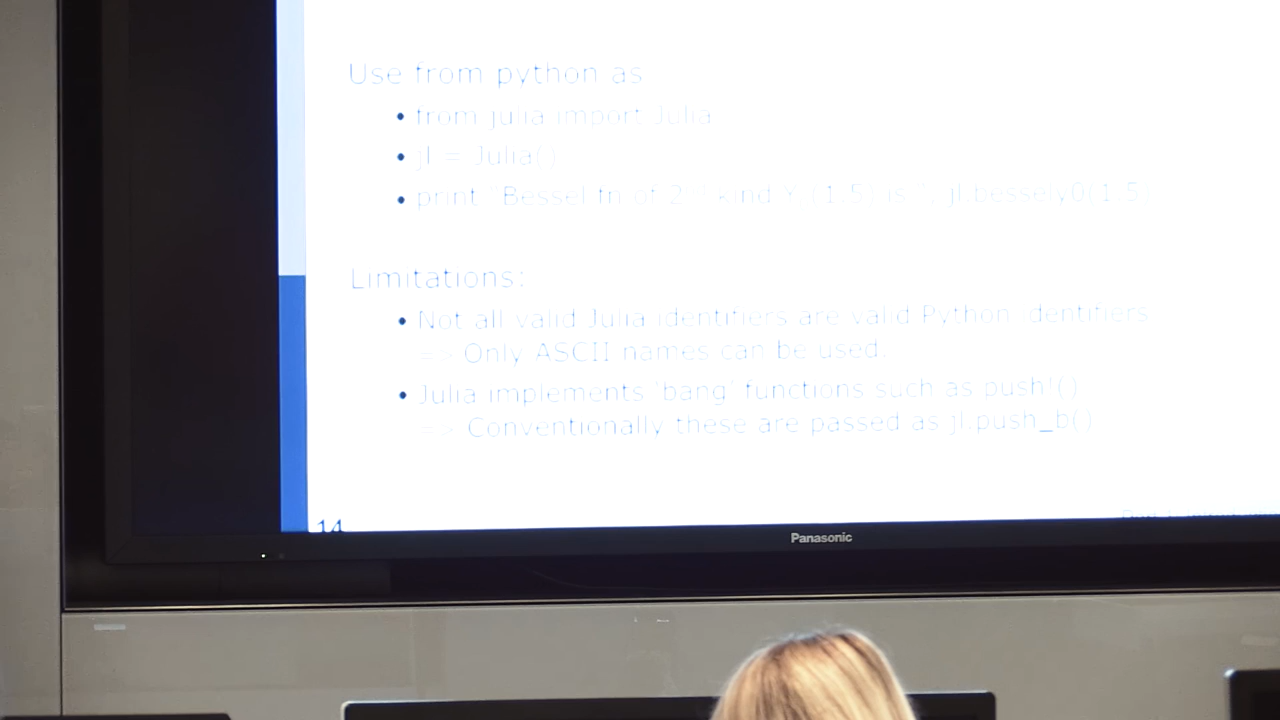 Use from python as
• from julia import Julia
• jl = Julia()
• print "Bessel fn of 2 kind Y (1.5) is ", jl.bessely0(1.5)
Limitations:
• Not all valid Julia identifiers are valid Python identifiers
=> Only ASCII names can be used.
• Julia implements 'bang' functions such as push!()
=> Conventionally these are passed as jl.push_b()
14
Panasonic